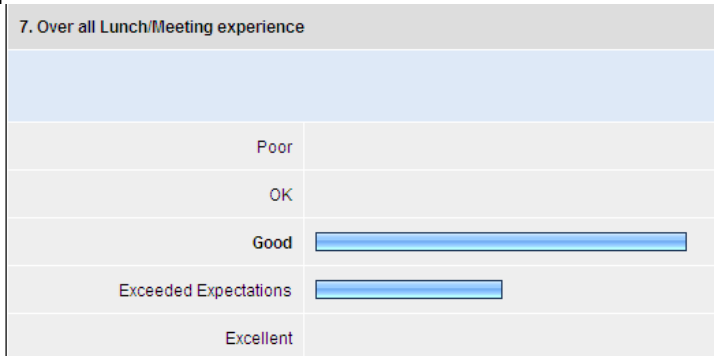 7. Over all Lunch/Meeting experience
Poor
OK
Good
Exceeded Expectations
Excellent